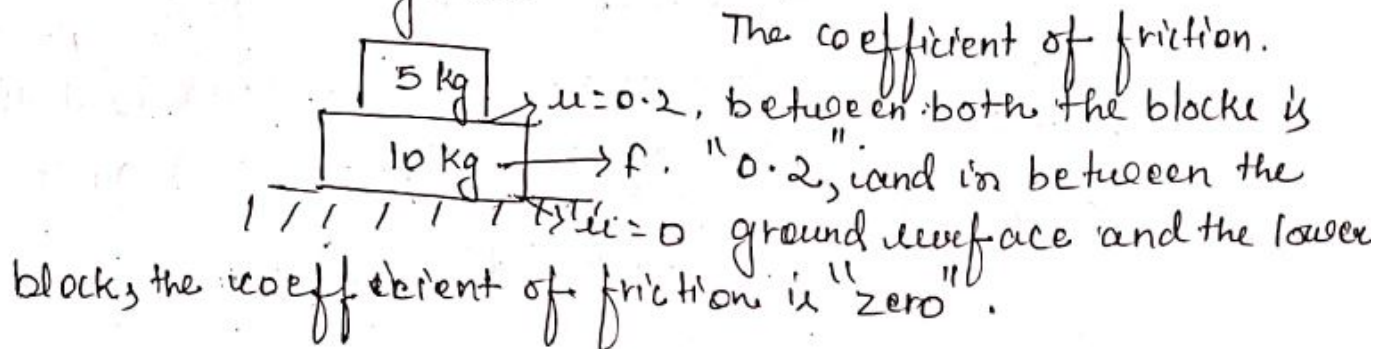 The coefficient of friction.
5 kg
μ=0.2, between both the blocks is
10 kg → f. "0.2", and in between the
μ=0 ground surface and the lower
block, the coefficient of friction is "zero".